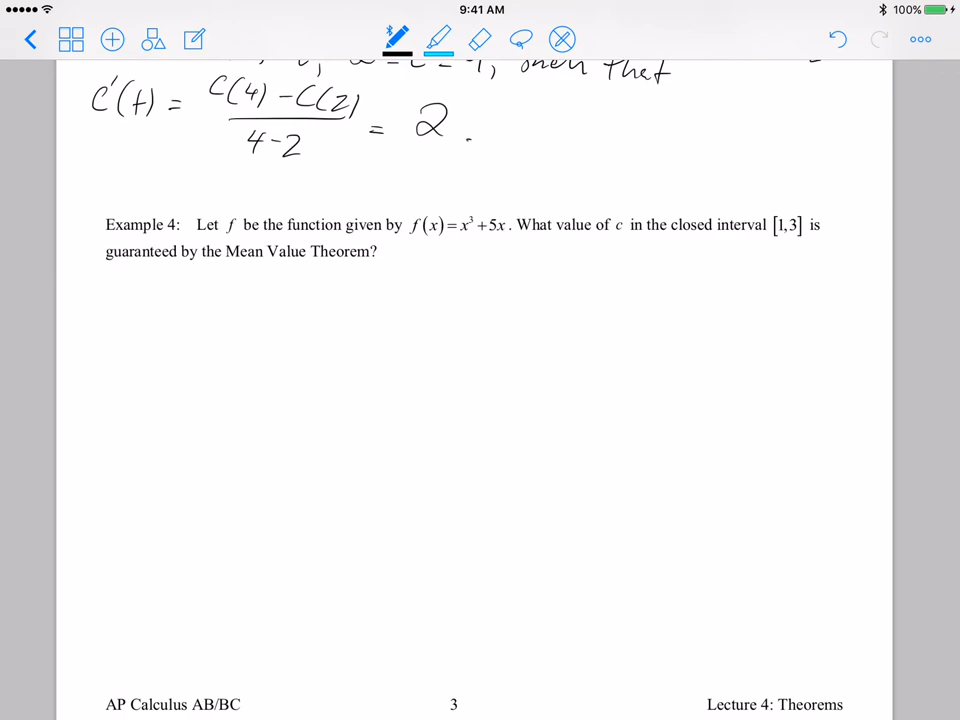 9:41 AM
100%
then that
C'(t) = C(4) - C(2) / 4-2 = 2.
Example 4: Let f be the function given by f(x) = x³ + 5x. What value of c in the closed interval [1,3] is
guaranteed by the Mean Value Theorem?
AP Calculus AB/BC 3 Lecture 4: Theorems